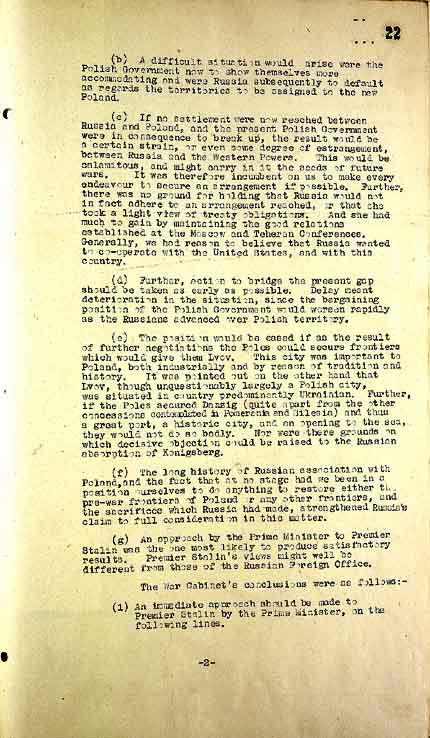 22
(b) A difficult situation would arise were the
Polish Government now to show themselves more
accommodating and were Russia subsequently to default
as regards the territories to be assigned to the new
Poland.
(c) If no settlement were now reached between
Russia and Poland, and the present Polish Government
were in consequence to break up, the result would be
a certain strain, or even some degree of estrangement,
between Russia and the Western Powers. This would be
calamitous, and might carry in it the seeds of future
wars. It was therefore incumbent on us to make every
endeavour to secure an arrangement if possible. Further,
there was no ground for holding that Russia would not
in fact adhere to an arrangement reached, or that she
took a light view of treaty obligations. And she had
much to gain by maintaining the good relations
established at the Moscow and Teheran Conferences.
Generally, we had reason to believe that Russia wanted
to co-operate with the United States, and with this
country.
(d) Further, action to bridge the present gap
should be taken as early as possible. Delay meant
deterioration in the situation, since the bargaining
position of the Polish Government would worsen rapidly
as the Russians advanced over Polish territory.
(e) The position would be eased if as the result
of further negotiations the Poles could secure frontiers
which would give them Lvov. This city was important to
Poland, both industrially and by reason of tradition and
history. It was pointed out on the other hand that
Lvov, though unquestionably largely a Polish city,
was situated in country predominantly Ukrainian. Further,
if the Poles secured Danzig (quite apart from the other
concessions contemplated in Pomerania and Silesia) and thus
a great port, a historic city, and an opening to the sea,
they would not do so badly. Nor were there grounds on
which decisive objection could be raised to the Russian
absorption of Konigsberg.
(f) The long history of Russian association with
Poland, and the fact that at no stage had we been in a
position ourselves to do anything to restore either the
pre-war frontiers of Poland or any other frontiers, and
the sacrifices which Russia had made, strengthened Russia's
claim to full consideration in this matter.
(g) An approach by the Prime Minister to Premier
Stalin was the one most likely to produce satisfactory
results. Premier Stalin's views might well be
different from those of the Russian Foreign Office.
The War Cabinet's conclusions were as follows:-
(1) An immediate approach should be made to
Premier Stalin by the Prime Minister, on the
following lines.
-2-